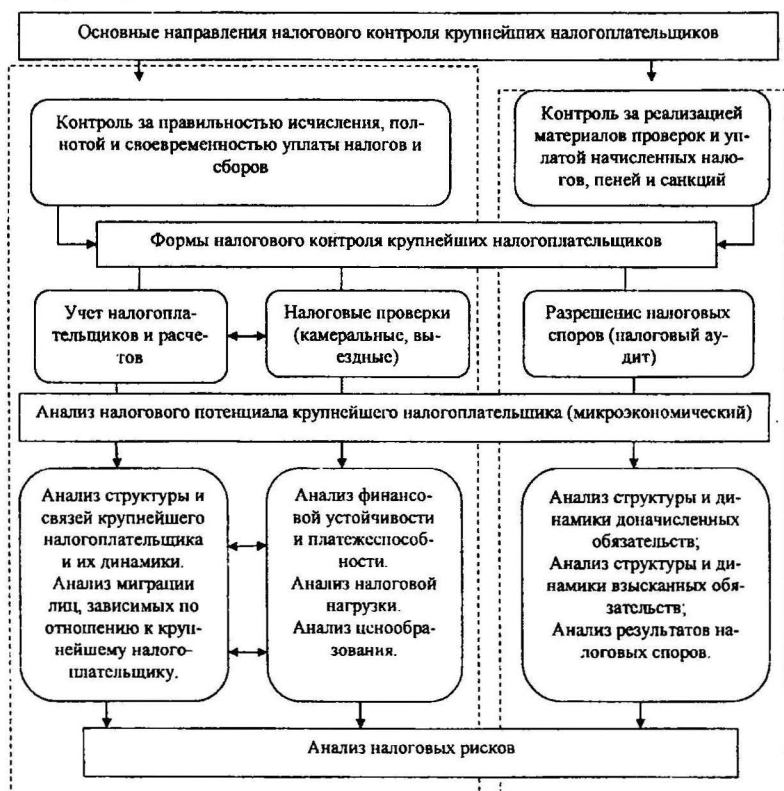 Основные направления налогового контроля крупнейших налогоплательщиков
Контроль за правильностью исчисления, пол-
нотой и своевременностью уплаты налогов и
сборов
Контроль за реализацией
материалов проверок и уп-
латой начисленных нало-
гов, пеней и санкций
Формы налогового контроля крупнейших налогоплательщиков
Учет налогопла-
тельщиков и расче-
тов
Налоговые проверки
(камеральные, вы-
ездные)
Разрешение налоговых
споров (налоговый ау-
дит)
Анализ налогового потенциала крупнейшего налогоплательщика (микроэкономический)
Анализ структуры и
связей крупнейшего
налогоплательщика
и их динамики.
Анализ миграции
лиц, зависимых по
отношению к круп-
нейшему налого-
плательщику.
Анализ финансо-
вой устойчивости
и платежеспособ-
ности.
Анализ налоговой
нагрузки.
Анализ ценообра-
зования.
Анализ структуры и ди-
намики доначисленных
обязательств;
Анализ структуры и ди-
намики взысканных обя-
зательств;
Анализ результатов на-
логовых споров.
Анализ налоговых рисков